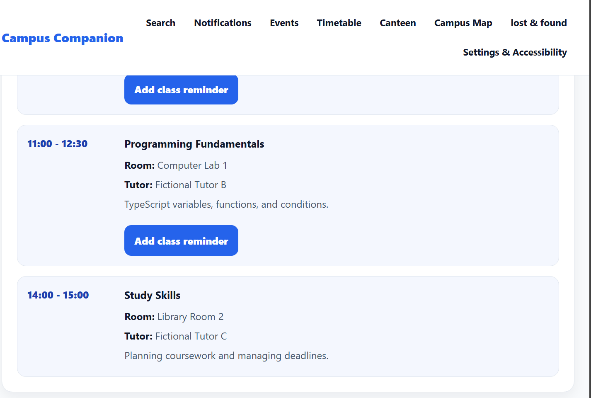 Search Notifications Events Timetable Canteen Campus Map lost & found
Campus Companion
Settings & Accessibility
Add class reminder
11:00 - 12:30 Programming Fundamentals
Room: Computer Lab 1
Tutor: Fictional Tutor B
TypeScript variables, functions, and conditions.
Add class reminder
14:00 - 15:00 Study Skills
Room: Library Room 2
Tutor: Fictional Tutor C
Planning coursework and managing deadlines.